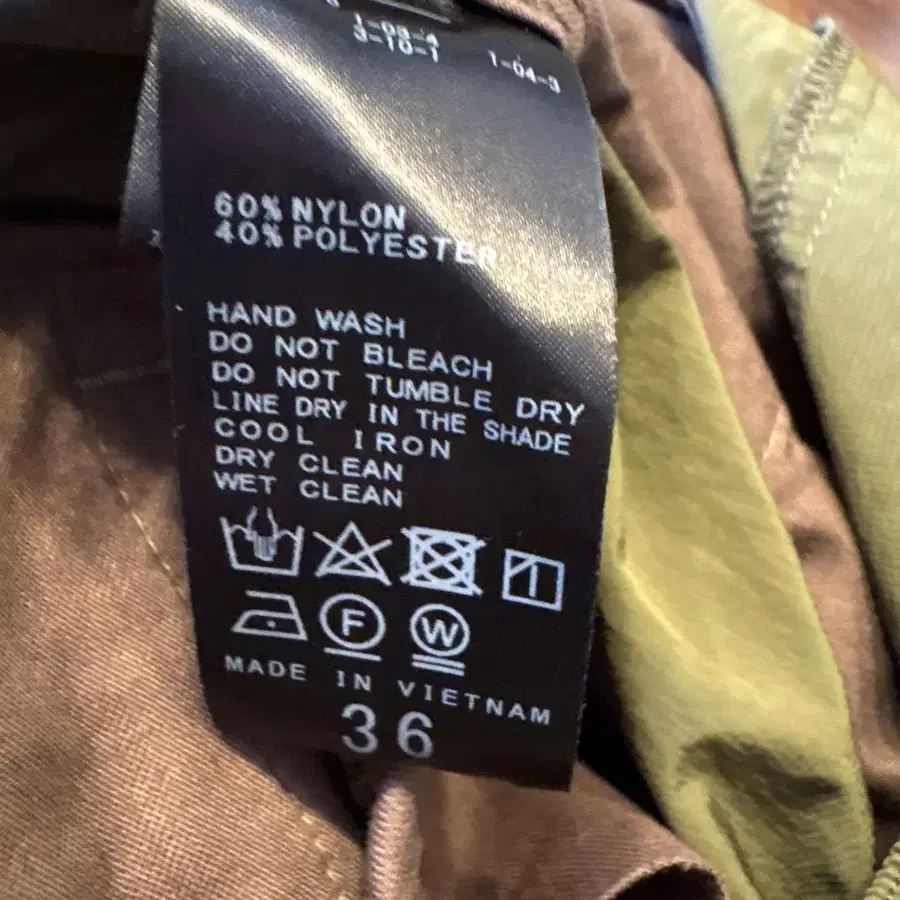 1-08-4
3-10-1 1-04-3
60% NYLON
40% POLYESTER
HAND WASH
DO NOT BLEACH
DO NOT TUMBLE DRY
LINE DRY IN THE SHADE
COOL IRON
DRY CLEAN
WET CLEAN
F W
MADE IN VIETNAM
36